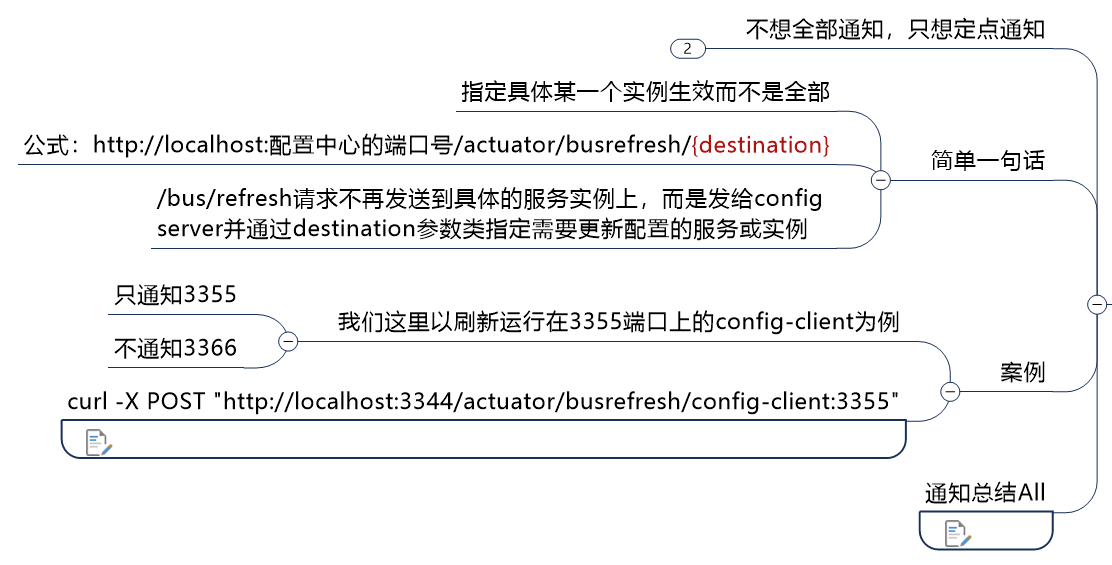 不想全部通知，只想定点通知
2
简单一句话
指定具体某一个实例生效而不是全部
公式：http://localhost:配置中心的端口号/actuator/busrefresh/{destination}
/bus/refresh请求不再发送到具体的服务实例上，而是发给config
server并通过destination参数类指定需要更新配置的服务或实例
案例
我们这里以刷新运行在3355端口上的config-client为例
只通知3355
不通知3366
curl -X POST "http://localhost:3344/actuator/busrefresh/config-client:3355"
通知总结All